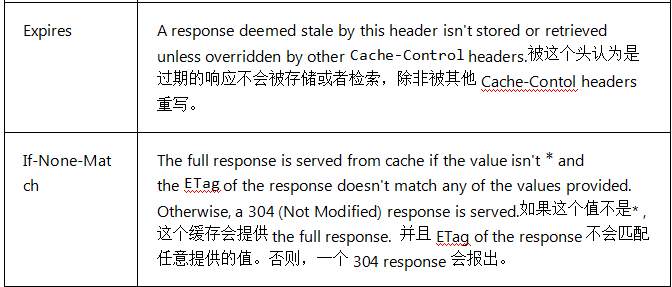 Expires
A response deemed stale by this header isn't stored or retrieved
unless overridden by other Cache-Control headers.被这个头认为是
过期的响应不会被存储或者检索，除非被其他 Cache-Contol headers
重写。
If-None-Mat
ch
The full response is served from cache if the value isn't * and
the ETag of the response doesn't match any of the values provided.
Otherwise, a 304 (Not Modified) response is served.如果这个值不是*，
这个缓存会提供 the full response. 并且 ETag of the response 不会匹配
任意提供的值。否则，一个 304 response 会报出。